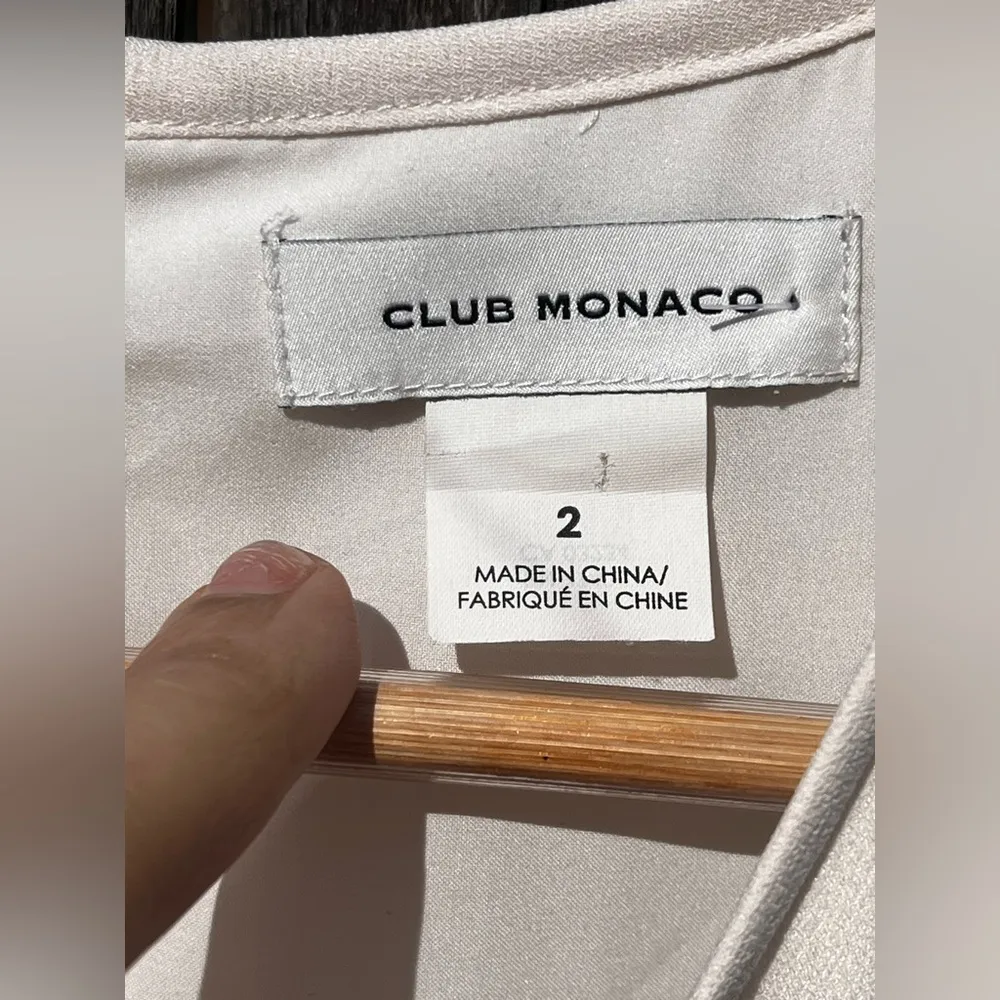 CLUB MONACO
2
MADE IN CHINA/
FABRIQUÉ EN CHINE